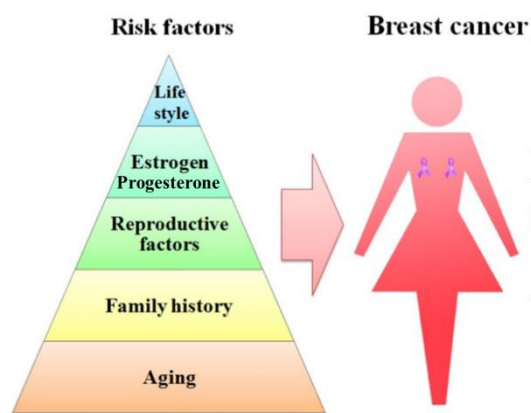 Risk factors
Breast cancer
Life
style
Estrogen
Progesterone
Reproductive
factors
Family history
Aging